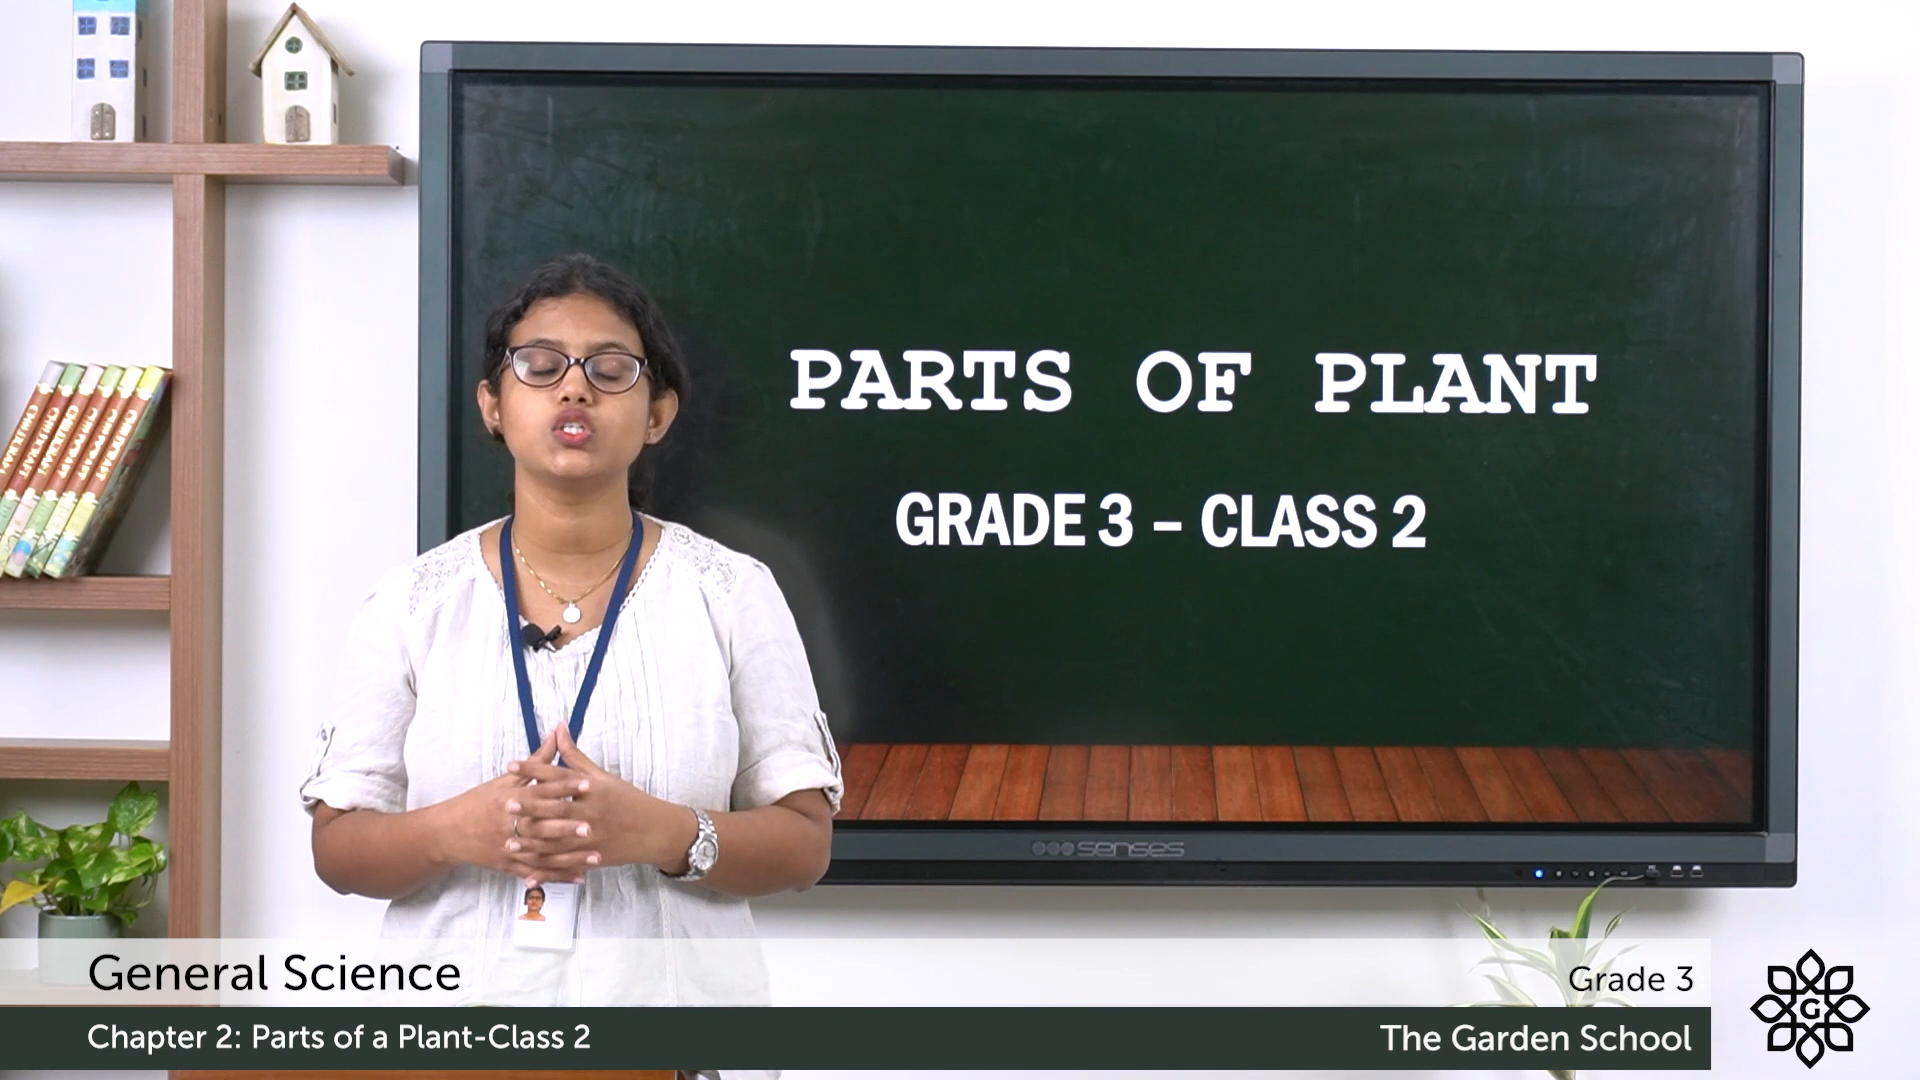 PARTS OF PLANT
GRADE 3 – CLASS 2
senses
General Science
Grade 3
Chapter 2: Parts of a Plant-Class 2
The Garden School
G